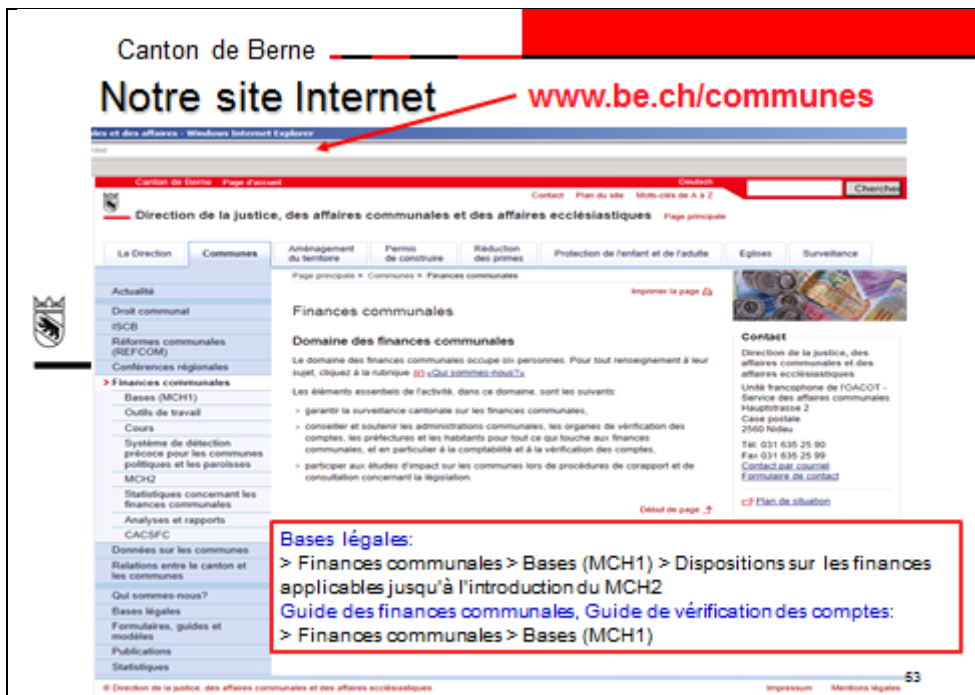 Canton de Berne
Notre site Internet
www.be.ch/communes
les et des affaires - Windows Internet Explorer
Canton de Berne Page d'accueil
Deutsch
Contact Plan du site Mots-clés de A à Z
Chercher
Direction de la justice, des affaires communales et des affaires ecclésiastiques Page principale
La Direction
Communes
Aménagement
du territoire
Permis
de construire
Réduction
des primes
Protection de l'enfant et de l'adulte
Eglises
Surveillance
Actualité
Droit communal
ISCB
Réformes communales
(REFCOM)
Conférences régionales
Finances communales
Bases (MCH1)
Outils de travail
Cours
Système de détection
précoce pour les communes
politiques et les paroisses
MCH2
Statistiques concernant les
finances communales
Analyses et rapports
CACSFC
Données sur les communes
Relations entre le canton et
les communes
Qui sommes-nous?
Bases légales
Formulaires, guides et
modèles
Publications
Statistiques
Page principale > Communes > Finances communales
Imprimer la page
Finances communales
Domaine des finances communales
Le domaine des finances communales occupe six personnes. Pour tout renseignement à leur
sujet, cliquez à la rubrique «Qui sommes-nous?».
Les éléments essentiels de l'activité, dans ce domaine, sont les suivants:
> garantir la surveillance cantonale sur les finances communales,
> conseiller et soutenir les administrations communales, les organes de vérification des
comptes, les préfectures et les habitants pour tout ce qui touche aux finances
communales, et en particulier à la comptabilité et à la vérification des comptes,
> participer aux études d'impact sur les communes lors de procédures de corapport et de
consultation concernant la législation.
Début de page
Contact
Direction de la justice, des
affaires communales et des
affaires ecclésiastiques
Unité francophone de l'OACOT -
Service des affaires communales
Hauptstrasse 2
Case postale
2560 Nidau
Tél. 031 635 25 90
Fax 031 635 25 99
Contact par courriel
Formulaire de contact
Plan de situation
Bases légales:
> Finances communales > Bases (MCH1) > Dispositions sur les finances
applicables jusqu'à l'introduction du MCH2
Guide des finances communales, Guide de vérification des comptes:
> Finances communales > Bases (MCH1)
53
© Direction de la justice, des affaires communales et des affaires ecclésiastiques
Impressum Mentions légales